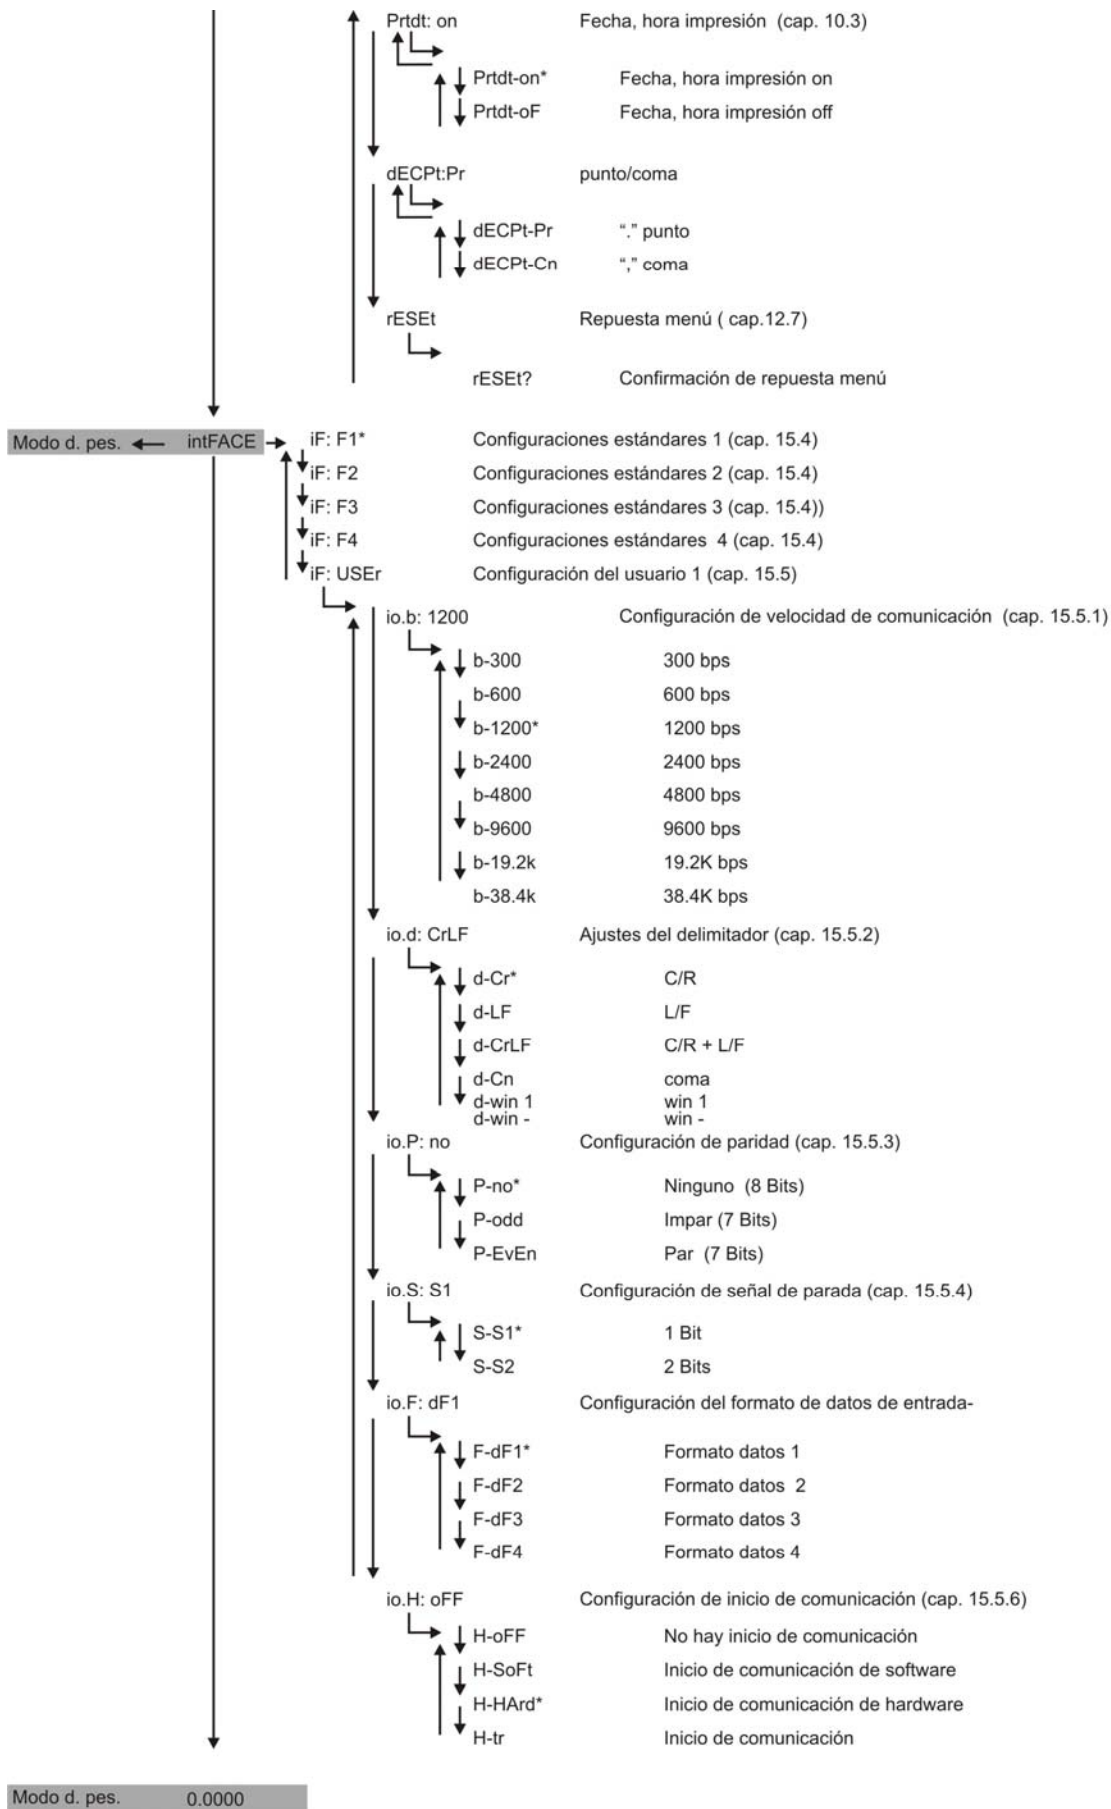 Prtdt: on Fecha, hora impresión (cap. 10.3)
Prtdt-on* Fecha, hora impresión on
Prtdt-oF Fecha, hora impresión off
dECPt:Pr punto/coma
dECPt-Pr “.” punto
dECPt-Cn “,” coma
rESEt Repuesta menú ( cap.12.7)
rESEt? Confirmación de repuesta menú
Modo d. pes. intFACE iF: F1* Configuraciones estándares 1 (cap. 15.4)
iF: F2 Configuraciones estándares 2 (cap. 15.4)
iF: F3 Configuraciones estándares 3 (cap. 15.4))
iF: F4 Configuraciones estándares 4 (cap. 15.4)
iF: USEr Configuración del usuario 1 (cap. 15.5)
io.b: 1200 Configuración de velocidad de comunicación (cap. 15.5.1)
b-300 300 bps
b-600 600 bps
b-1200* 1200 bps
b-2400 2400 bps
b-4800 4800 bps
b-9600 9600 bps
b-19.2k 19.2K bps
b-38.4k 38.4K bps
io.d: CrLF Ajustes del delimitador (cap. 15.5.2)
d-Cr* C/R
d-LF L/F
d-CrLF C/R + L/F
d-Cn coma
d-win 1 win 1
d-win - win -
io.P: no Configuración de paridad (cap. 15.5.3)
P-no* Ninguno (8 Bits)
P-odd Impar (7 Bits)
P-EvEn Par (7 Bits)
io.S: S1 Configuración de señal de parada (cap. 15.5.4)
S-S1* 1 Bit
S-S2 2 Bits
io.F: dF1 Configuración del formato de datos de entrada-
F-dF1* Formato datos 1
F-dF2 Formato datos 2
F-dF3 Formato datos 3
F-dF4 Formato datos 4
io.H: oFF Configuración de inicio de comunicación (cap. 15.5.6)
H-oFF No hay inicio de comunicación
H-SoFt Inicio de comunicación de software
H-HArd* Inicio de comunicación de hardware
H-tr Inicio de comunicación
Modo d. pes. 0.0000